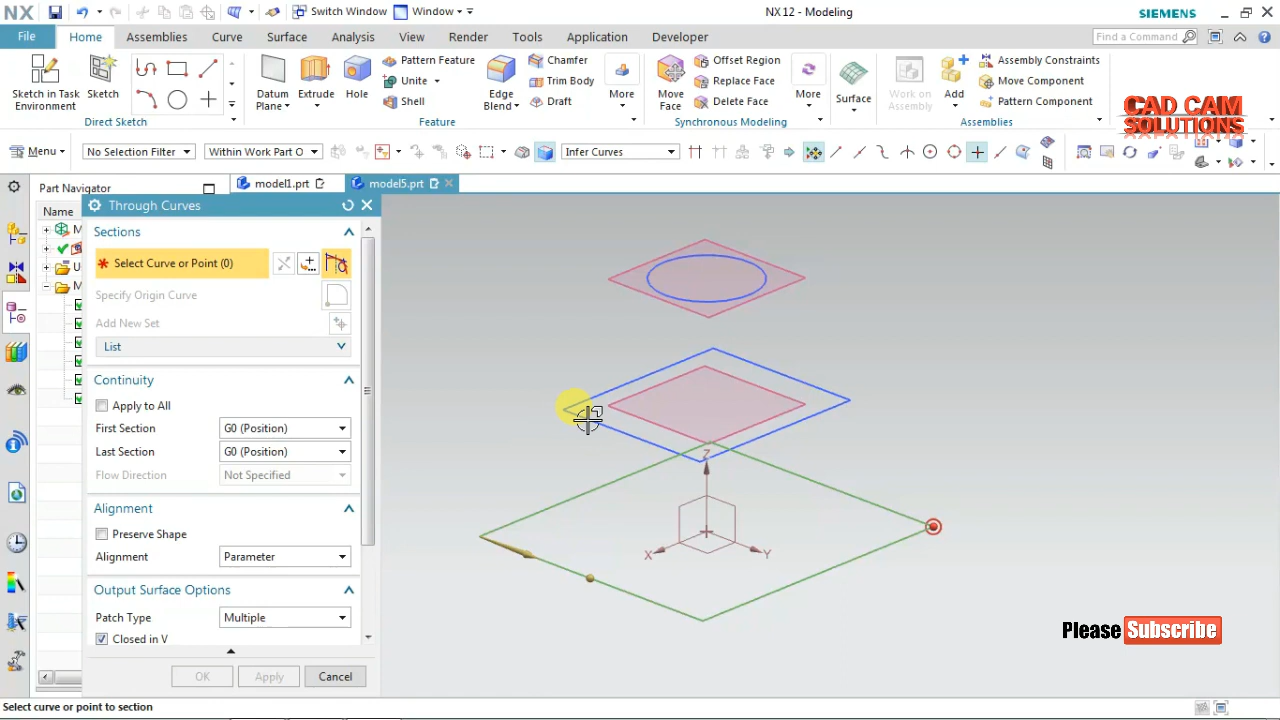 NX
Switch Window
Window
NX12 - Modeling
SIEMENS
File
Home
Assemblies
Curve
Surface
Analysis
View
Render
Tools
Application
Developer
Find a Command
Sketch in Task
Environment
Sketch
Direct Sketch
Datum
Plane
Extrude
Hole
Pattern Feature
Unite
Shell
Edge
Blend
Chamfer
Trim Body
Draft
More
Feature
Move
Face
Offset Region
Replace Face
Delete Face
More
Synchronous Modeling
Surface
Work on
Assembly
Add
Assembly Constraints
Move Component
Pattern Component
Assemblies
CAD CAM
SOLUTIONS
Menu
No Selection Filter
Within Work Part O
Infer Curves
Part Navigator
model1.prt
model5.prt
Name
M
U
M
Through Curves
Sections
Select Curve or Point (0)
Specify Origin Curve
Add New Set
List
Continuity
Apply to All
First Section
G0 (Position)
Last Section
G0 (Position)
Flow Direction
Not Specified
Alignment
Preserve Shape
Alignment
Parameter
Output Surface Options
Patch Type
Multiple
Closed in V
OK
Apply
Cancel
Z
X
Y
Please Subscribe
Select curve or point to section